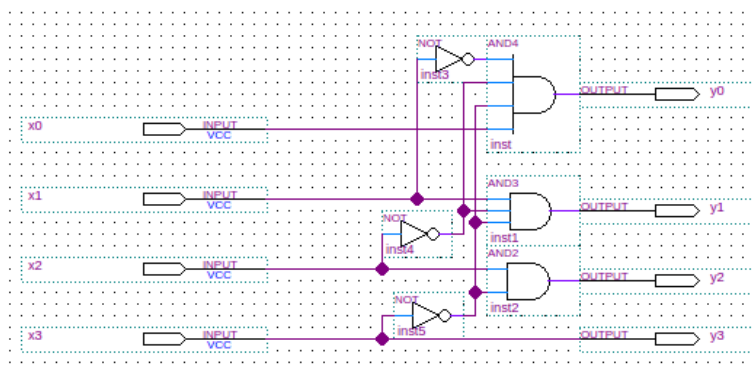 NOT
AND4
inst3
OUTPUT
y0
x0
INPUT
VCC
inst
AND3
x1
INPUT
VCC
OUTPUT
y1
NOT
inst1
inst4
AND2
x2
INPUT
VCC
OUTPUT
y2
NOT
inst2
x3
INPUT
VCC
inst5
OUTPUT
y3